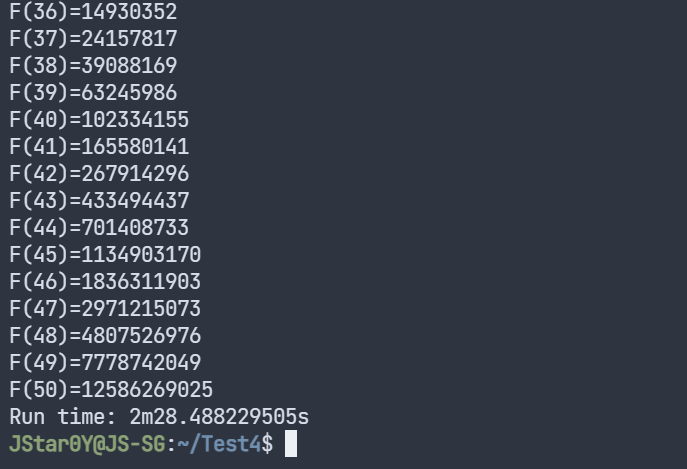 F(36)=14930352
F(37)=24157817
F(38)=39088169
F(39)=63245986
F(40)=102334155
F(41)=165580141
F(42)=267914296
F(43)=433494437
F(44)=701408733
F(45)=1134903170
F(46)=1836311903
F(47)=2971215073
F(48)=4807526976
F(49)=7778742049
F(50)=12586269025
Run time: 2m28.488229505s
JStar0Y@JS-SG:~/Test4$